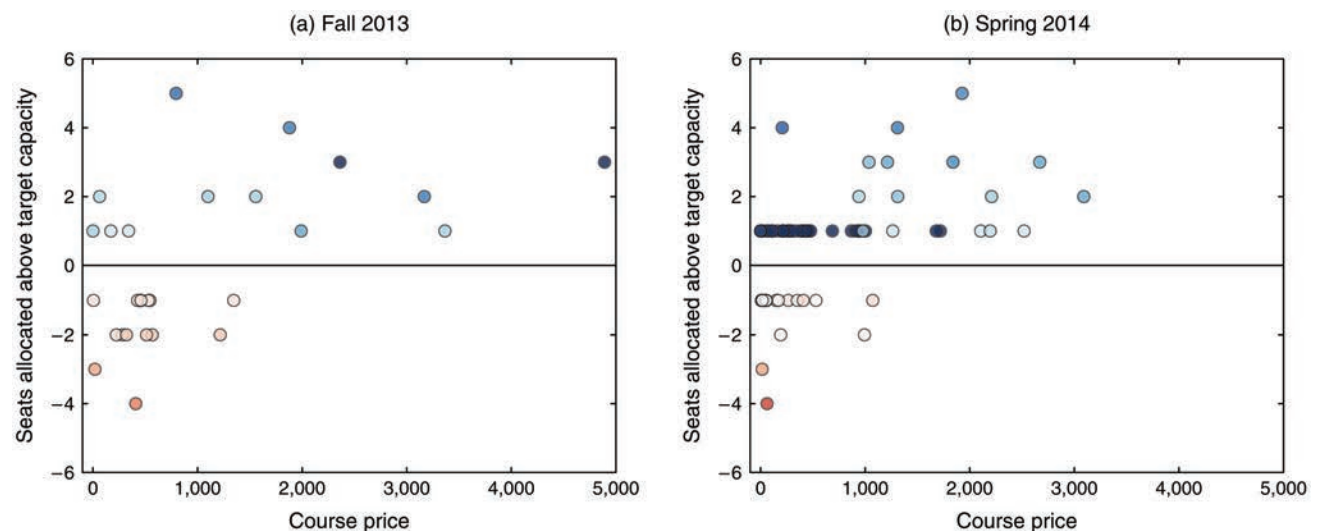 (a) Fall 2013
6
4
2
0
−2
−4
−6
Seats allocated above target capacity
0 1,000 2,000 3,000 4,000 5,000
Course price
(b) Spring 2014
6
4
2
0
−2
−4
−6
Seats allocated above target capacity
0 1,000 2,000 3,000 4,000 5,000
Course price